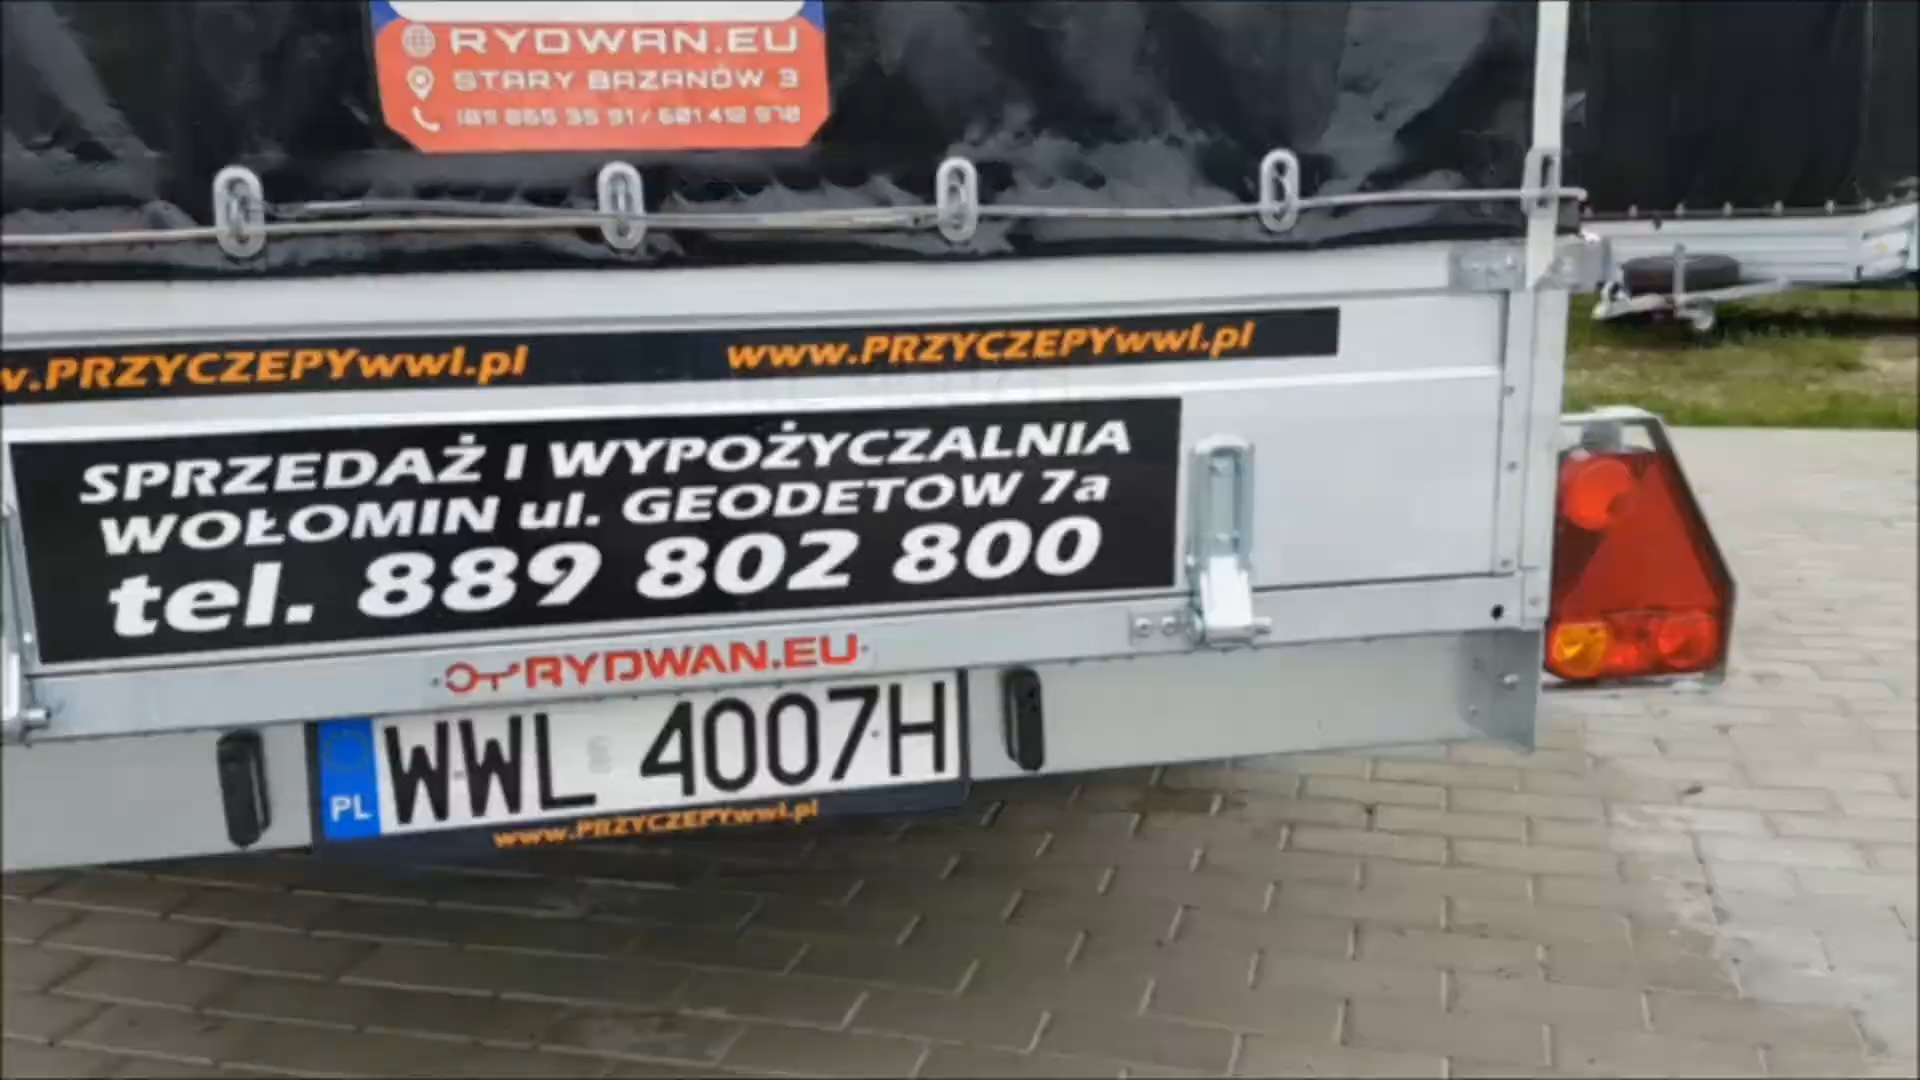 RYDWAN.EU
STARY BAZANÓW 3
www.PRZYCZEPYwwl.pl
.PRZYCZEPYwwl.pl
SPRZEDAŻ I WYPOŻYCZALNIA
WOŁOMIN ul. GEODETOW 7a
tel. 889 802 800
RYDWAN.EU
PL WWL 4007H
www.PRZYCZEPYwwl.pl